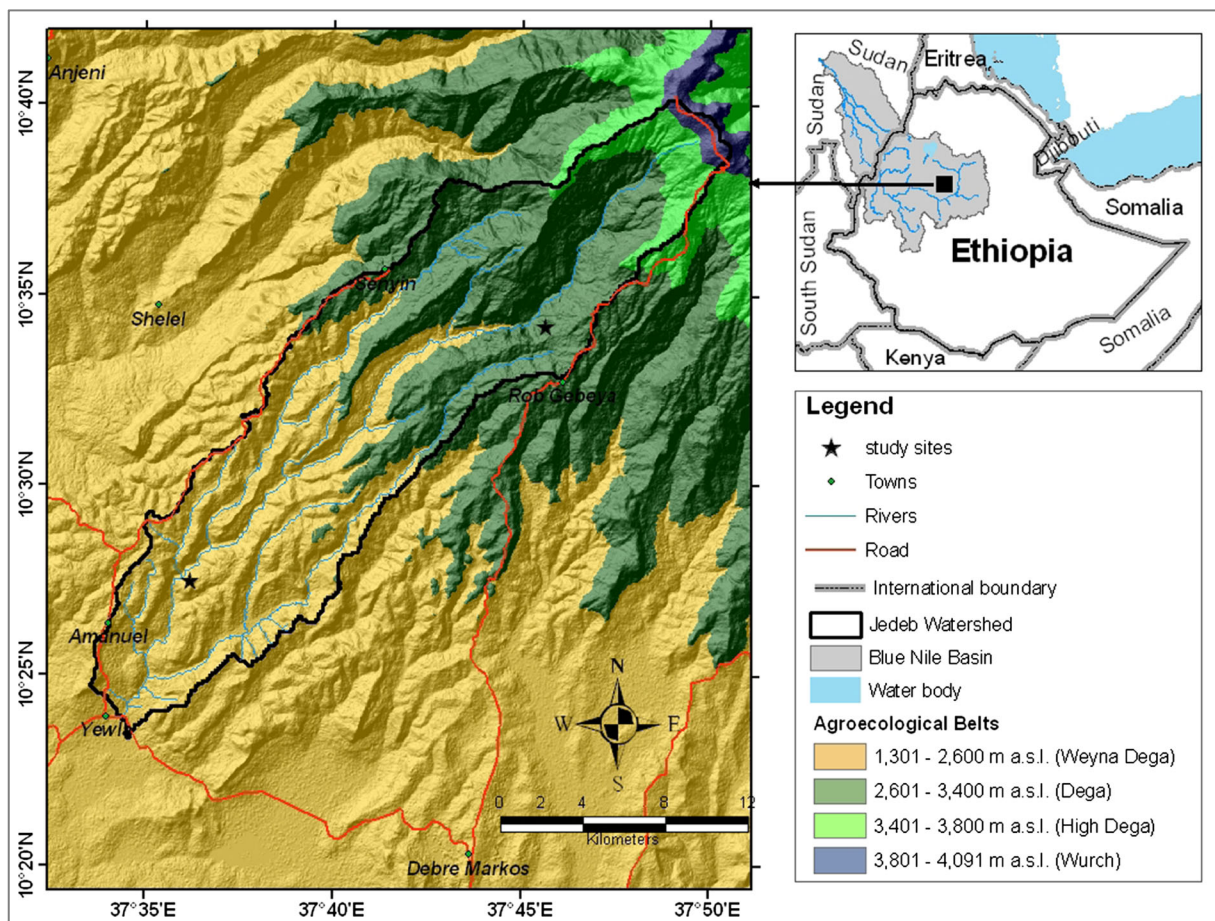 Anjeni
Senyin
Shelel
Rob Gebeya
Amanuel
Yewla
Debre Markos
10°40'N
10°35'N
10°30'N
10°25'N
10°20'N
37°35'E
37°40'E
37°45'E
37°50'E
N
W
E
S
0 2 4 8 12
Kilometers
Sudan
Eritrea
Sudan
Djibouti
Somalia
Ethiopia
South Sudan
Somalia
Kenya
Legend
study sites
Towns
Rivers
Road
International boundary
Jedeb Watershed
Blue Nile Basin
Water body
Agroecological Belts
1,301 - 2,600 m a.s.l. (Weyna Dega)
2,601 - 3,400 m a.s.l. (Dega)
3,401 - 3,800 m a.s.l. (High Dega)
3,801 - 4,091 m a.s.l. (Wurch)